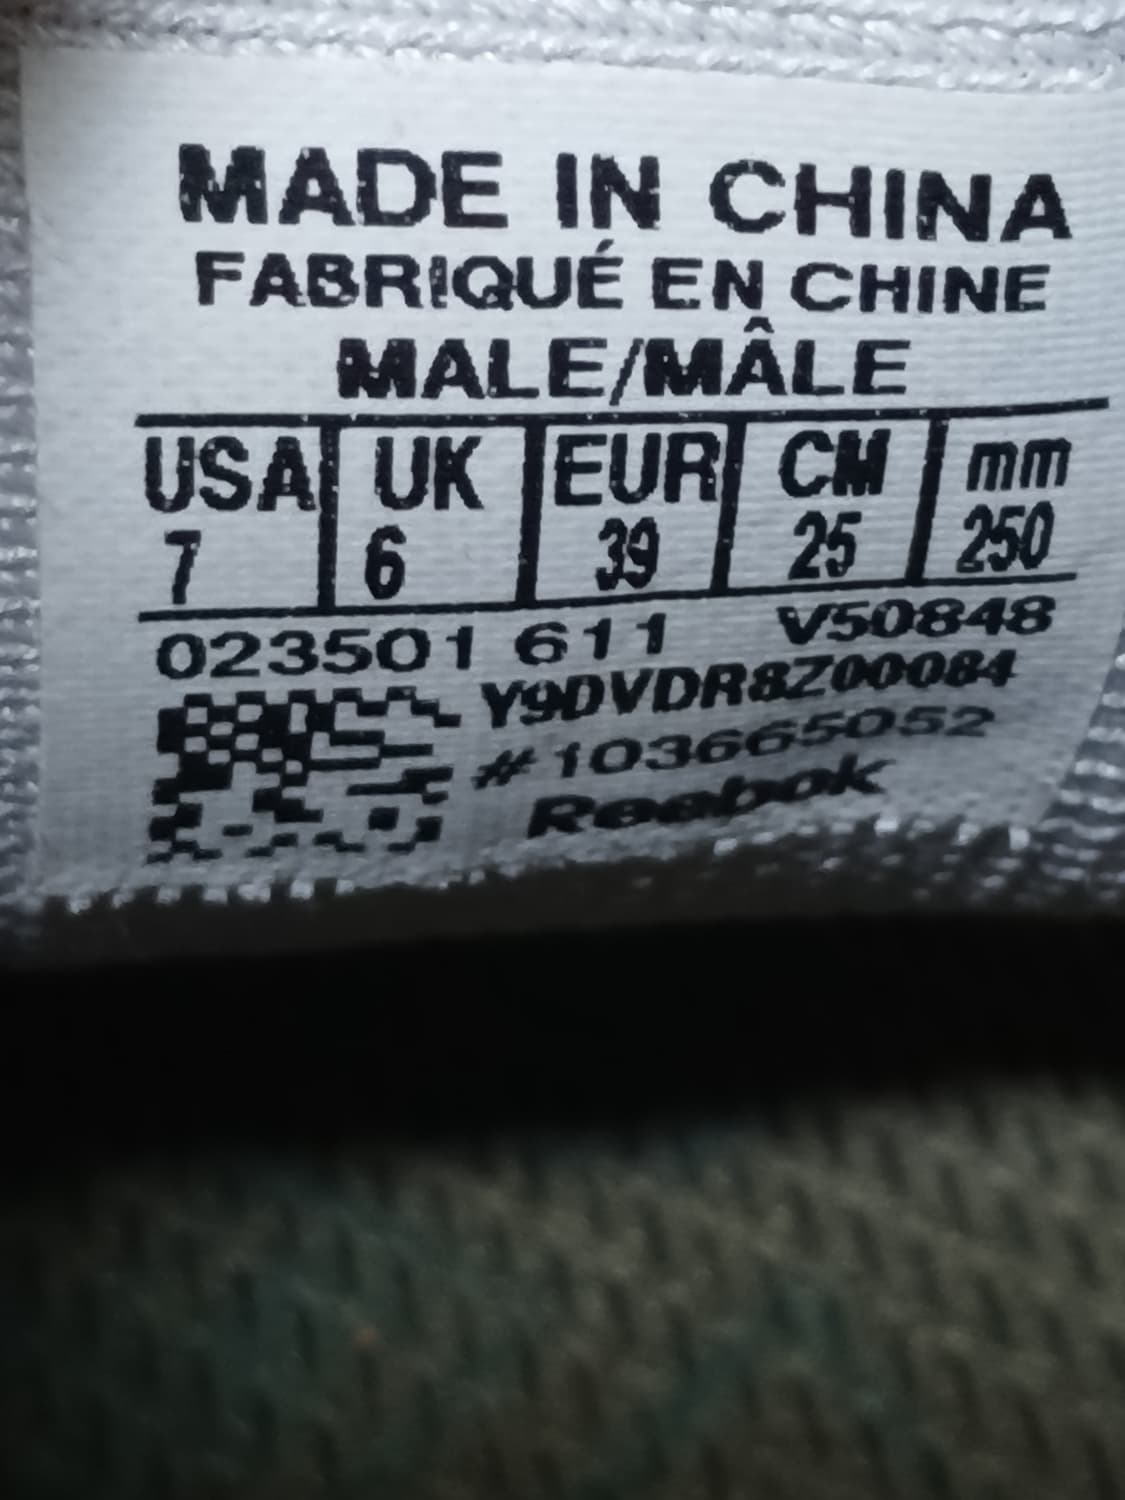 MADE IN CHINA
FABRIQUÉ EN CHINE
MALE/MÂLE
USA UK EUR CM mm
7 6 39 25 250
023501 611 V50848
Y9DVDR8Z00084
#103665052
Reebok